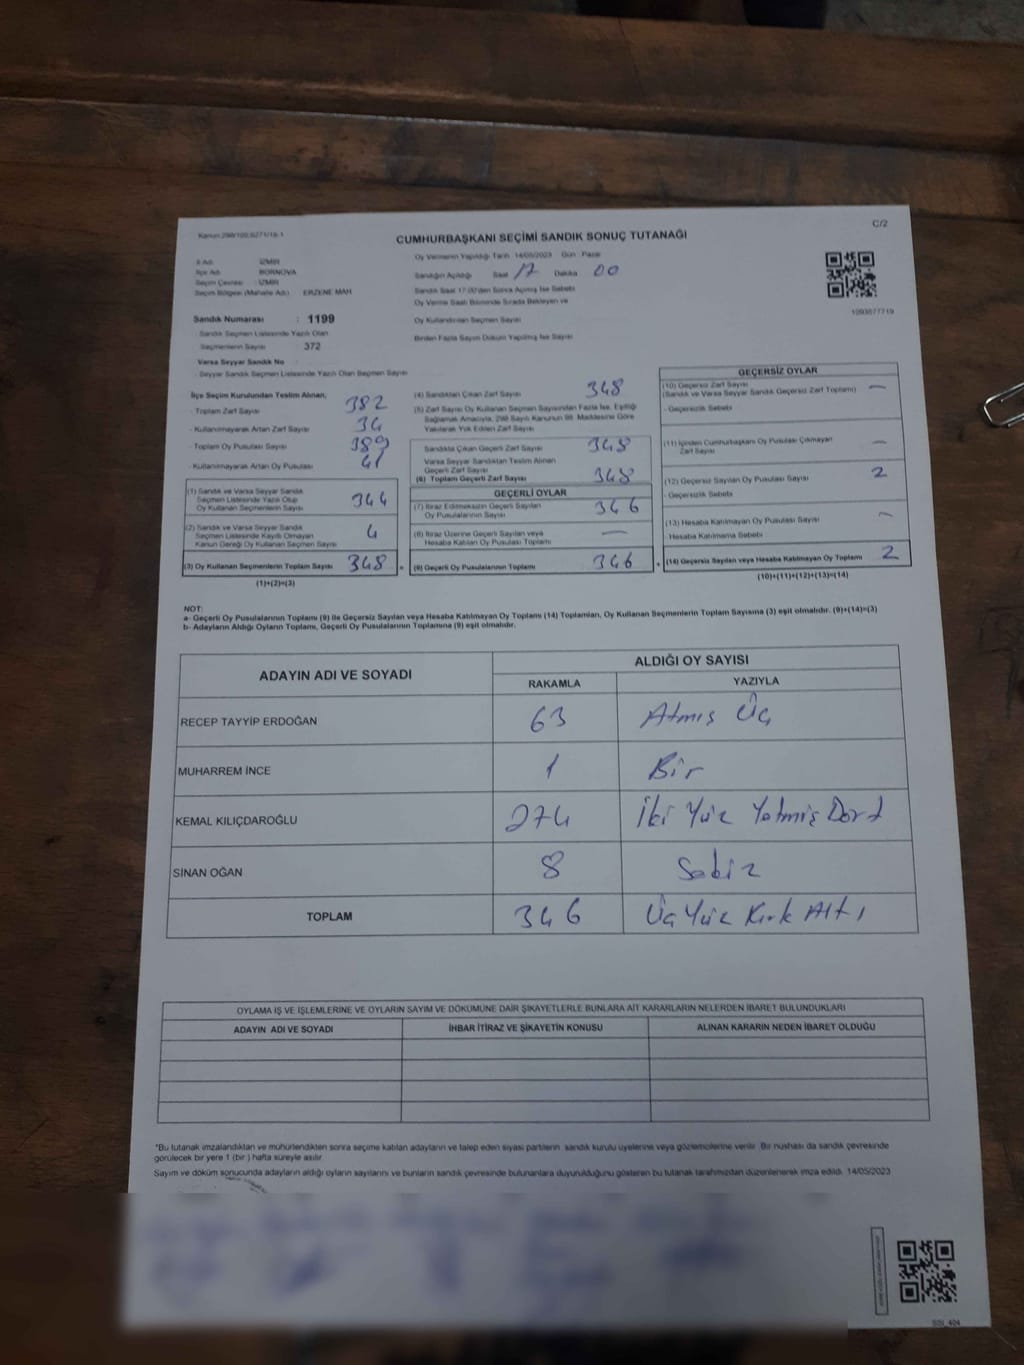 Kanun:298/105;6271/18-1
C/2
CUMHURBAŞKANI SEÇİMİ SANDIK SONUÇ TUTANAĞI
İl Adı İZMİR
İlçe Adı BORNOVA
Seçim Çevresi İZMİR
Seçim Bölgesi (Mahalle Adı) ERZENE MAH
Oy Vermenin Yapıldığı Tarih 14/05/2023 Gün : Pazar
Sandığın Açıldığı Saat 17 Dakika 00
Sandık Saat 17.00'den Sonra Açılmış İse Sebebi
Oy Verme Saati Bitiminde Sırada Bekleyen ve
Oy Kullandırılan Seçmen Sayısı
Birden Fazla Sayım Döküm Yapılmış İse Sayısı
Sandık Numarası : 1199
Sandık Seçmen Listesinde Yazılı Olan
Seçmenlerin Sayısı 372
Varsa Seyyar Sandık No
Seyyar Sandık Seçmen Listesinde Yazılı Olan Seçmen Sayısı
İlçe Seçim Kurulundan Teslim Alınan;
- Toplam Zarf Sayısı 382
- Kullanılmayarak Artan Zarf Sayısı 34
- Toplam Oy Pusulası Sayısı 389
- Kullanılmayarak Artan Oy Pusulası 41
(1) Sandık ve Varsa Seyyar Sandık
Seçmen Listesinde Yazılı Olup
Oy Kullanan Seçmenlerin Sayısı 344
(2) Sandık ve Varsa Seyyar Sandık
Seçmen Listesinde Kayıtlı Olmayan
Kanun Gereği Oy Kullanan Seçmen Sayısı 4
(3) Oy Kullanan Seçmenlerin Toplam Sayısı 348 =
(1)+(2)=(3)
(4) Sandıktan Çıkan Zarf Sayısı 348
(5) Zarf Sayısı Oy Kullanan Seçmen Sayısından Fazla İse, Eşitliği
Sağlamak Amacıyla, 298 Sayılı Kanunun 98. Maddesine Göre
Yakılarak Yok Edilen Zarf Sayısı
Sandıkta Çıkan Geçerli Zarf Sayısı 348
Varsa Seyyar Sandıktan Teslim Alınan
Geçerli Zarf Sayısı
(6) Toplam Geçerli Zarf Sayısı 348
GEÇERLİ OYLAR
(7) İtiraz Edilmeksizin Geçerli Sayılan
Oy Pusulalarının Sayısı 346
(8) İtiraz Üzerine Geçerli Sayılan veya
Hesaba Katılan Oy Pusulası Toplamı —
(9) Geçerli Oy Pusulalarının Toplamı 346 +
GEÇERSİZ OYLAR
(10) Geçersiz Zarf Sayısı —
(Sandık ve Varsa Seyyar Sandık Geçersiz Zarf Toplamı)
- Geçersizlik Sebebi
(11) İçinden Cumhurbaşkanı Oy Pusulası Çıkmayan
Zarf Sayısı —
(12) Geçersiz Sayılan Oy Pusulası Sayısı 2
- Geçersizlik Sebebi
(13) Hesaba Katılmayan Oy Pusulası Sayısı —
- Hesaba Katılmama Sebebi
(14) Geçersiz Sayılan veya Hesaba Katılmayan Oy Toplamı 2
(10)+(11)+(12)+(13)=(14)
NOT:
a- Geçerli Oy Pusulalarının Toplamı (9) ile Geçersiz Sayılan veya Hesaba Katılmayan Oy Toplamı (14) Toplamları, Oy Kullanan Seçmenlerin Toplam Sayısına (3) eşit olmalıdır. (9)+(14)=(3)
b- Adayların Aldığı Oyların Toplamı, Geçerli Oy Pusulalarının Toplamına (9) eşit olmalıdır.
ADAYIN ADI VE SOYADI
ALDIĞI OY SAYISI
RAKAMLA YAZIYLA
RECEP TAYYİP ERDOĞAN 63 Atmış Üç
MUHARREM İNCE 1 Bir
KEMAL KILIÇDAROĞLU 274 İki Yüz Yetmiş Dört
SİNAN OĞAN 8 Sekiz
TOPLAM 346 Üç Yüz Kırk Altı
OYLAMA İŞ VE İŞLEMLERİNE VE OYLARIN SAYIM VE DÖKÜMÜNE DAİR ŞİKAYETLERLE BUNLARA AİT KARARLARIN NELERDEN İBARET BULUNDUKLARI
ADAYIN ADI VE SOYADI İHBAR İTİRAZ VE ŞİKAYETİN KONUSU ALINAN KARARIN NEDEN İBARET OLDUĞU
*Bu tutanak imzalandıktan ve mühürlendikten sonra seçime katılan adayların ve talep eden siyasi partilerin sandık kurulu üyelerine veya gözlemcilerine verilir. Bir nüshası da sandık çevresinde
görülecek bir yere 1 (bir ) hafta süreyle asılır.
Sayım ve döküm sonucunda adayların aldığı oyların sayılarını ve bunların sandık çevresinde bulunanlara duyurulduğunu gösteren bu tutanak tarafımızdan düzenlenerek imza edildi. 14/05/2023